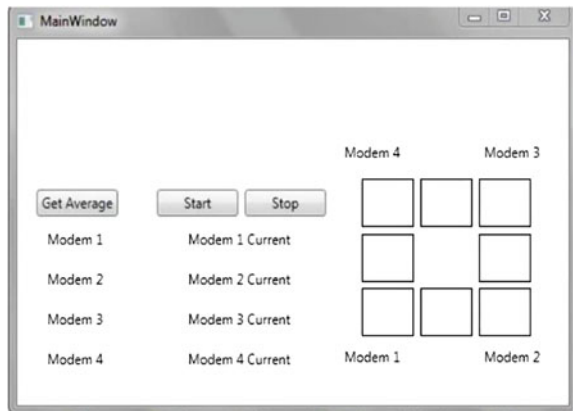 MainWindow
Modem 4 Modem 3
Get Average Start Stop
Modem 1 Modem 1 Current
Modem 2 Modem 2 Current
Modem 3 Modem 3 Current
Modem 4 Modem 4 Current
Modem 1 Modem 2